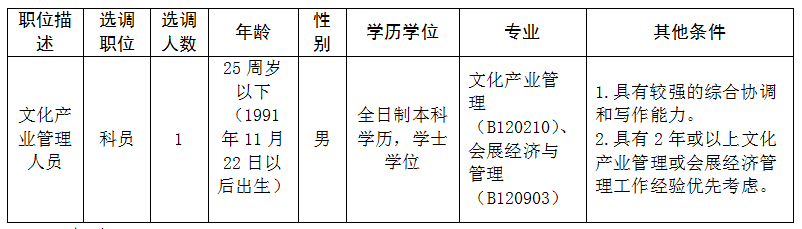 职位描
述
选调
职位
选调
人数
年龄
性
别
学历学位
专业
其他条件
文化产
业管理
人员
科员
1
25 周岁
以下
（1991
年 11 月
22 日以
后出生）
男
全日制本科
学历，学士
学位
文化产业管
理
（B120210）、
会展经济与
管理
（B120903）
1.具有较强的综合协调
和写作能力。
2.具有 2 年或以上文化
产业管理或会展经济管
理工作经验优先考虑。